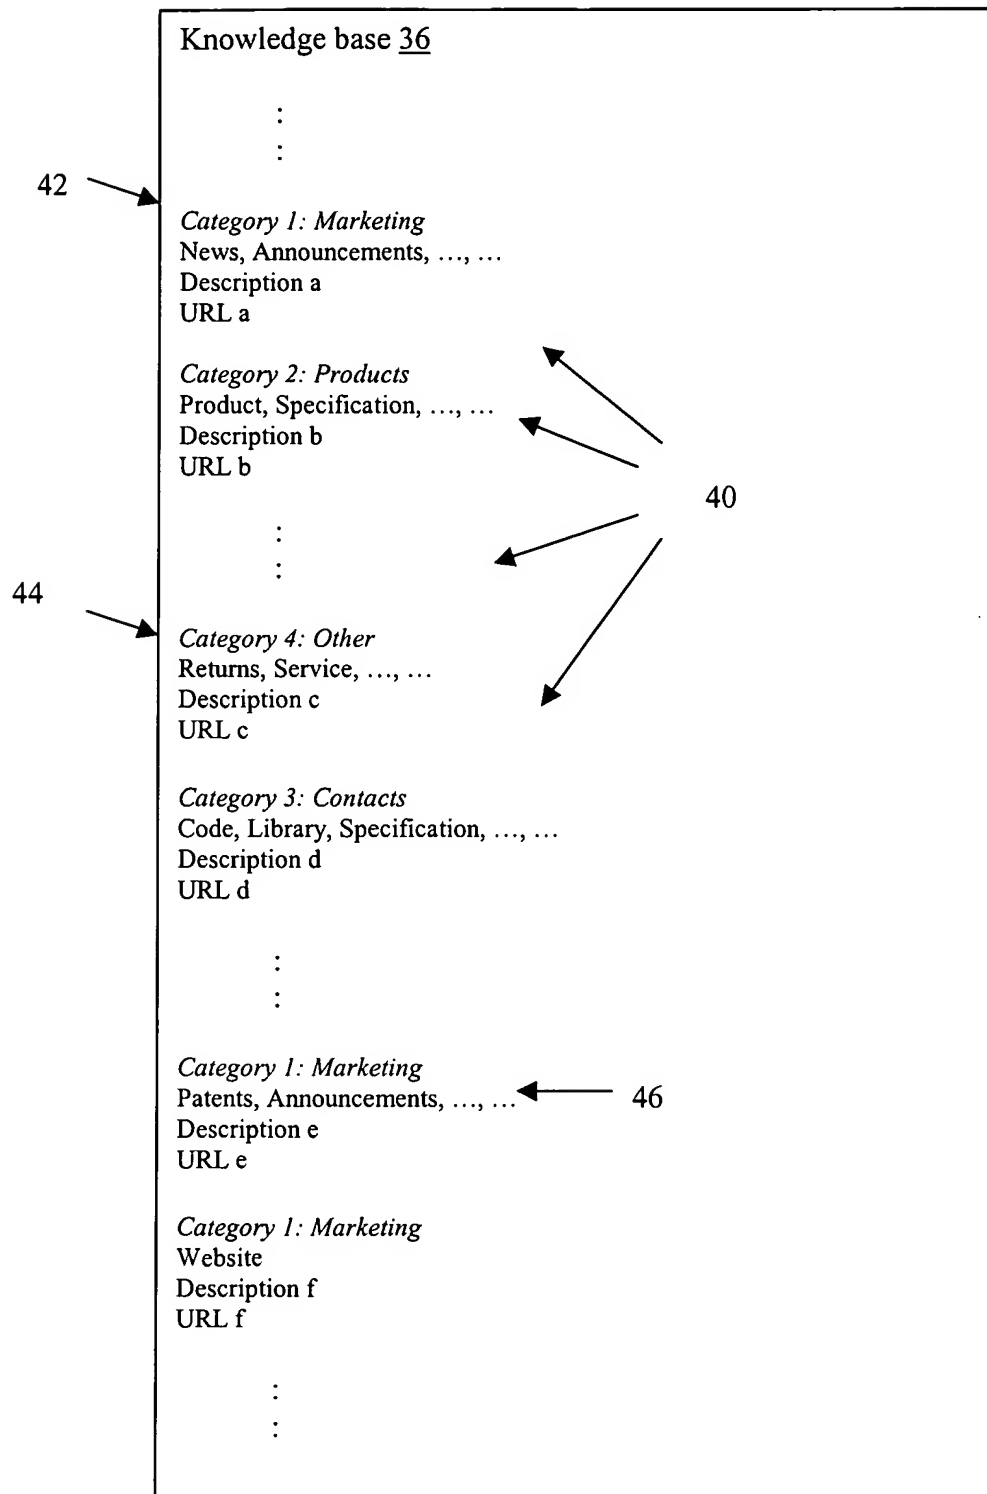 Knowledge base 36
:
:
42
Category 1: Marketing
News, Announcements, …, …
Description a
URL a
Category 2: Products
Product, Specification, …, …
Description b
URL b
40
:
:
44
Category 4: Other
Returns, Service, …, …
Description c
URL c
Category 3: Contacts
Code, Library, Specification, …, …
Description d
URL d
:
:
Category 1: Marketing
Patents, Announcements, …, …
46
Description e
URL e
Category 1: Marketing
Website
Description f
URL f
:
: